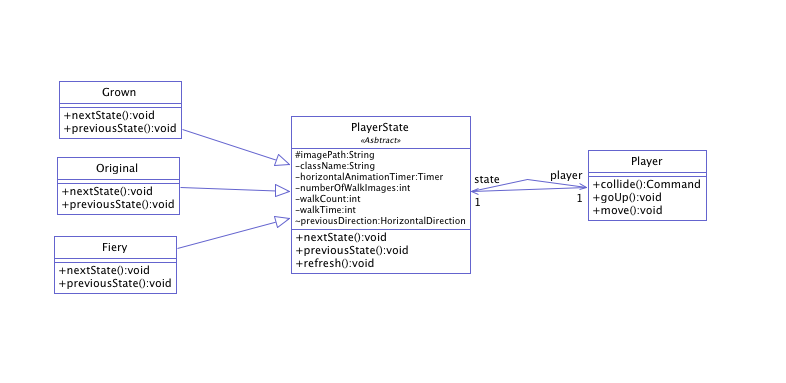 Grown
+nextState():void
+previousState():void
Original
+nextState():void
+previousState():void
Fiery
+nextState():void
+previousState():void
PlayerState
«Asbtract»
#imagePath:String
-className:String
-horizontalAnimationTimer:Timer
-numberOfWalkImages:int
-walkCount:int
-walkTime:int
~previousDirection:HorizontalDirection
+nextState():void
+previousState():void
+refresh():void
state
1
player
1
Player
+collide():Command
+goUp():void
+move():void